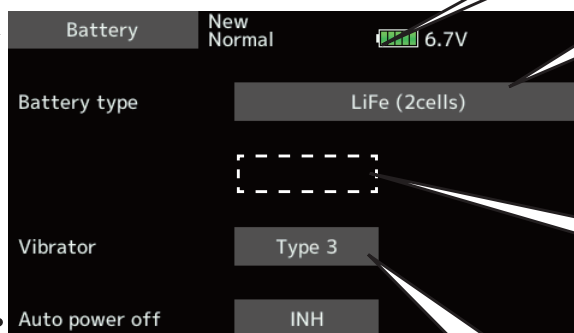 Battery
New
Normal
6.7V
Battery type
LiFe (2cells)
Vibrator
Type 3
Auto power off
INH